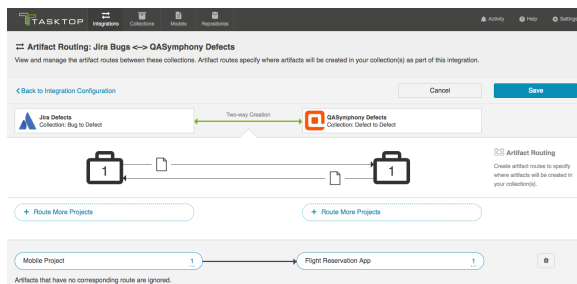 TASKTOP
Integrations
Collections
Models
Repositories
Activity
Help
Settings
Artifact Routing: Jira Bugs <--> QASymphony Defects
View and manage the artifact routes between these collections. Artifact routes specify where artifacts will be created in your collection(s) as part of this integration.
Back to Integration Configuration
Cancel
Save
Jira Defects
Collection: Bug to Defect
Two-way Creation
QASymphony Defects
Collection: Defect to Defect
1
1
Artifact Routing
Create artifact routes to specify
where artifacts will be created in
your collection(s).
+ Route More Projects
+ Route More Projects
Mobile Project
1
Flight Reservation App
1
Artifacts that have no corresponding route are ignored.